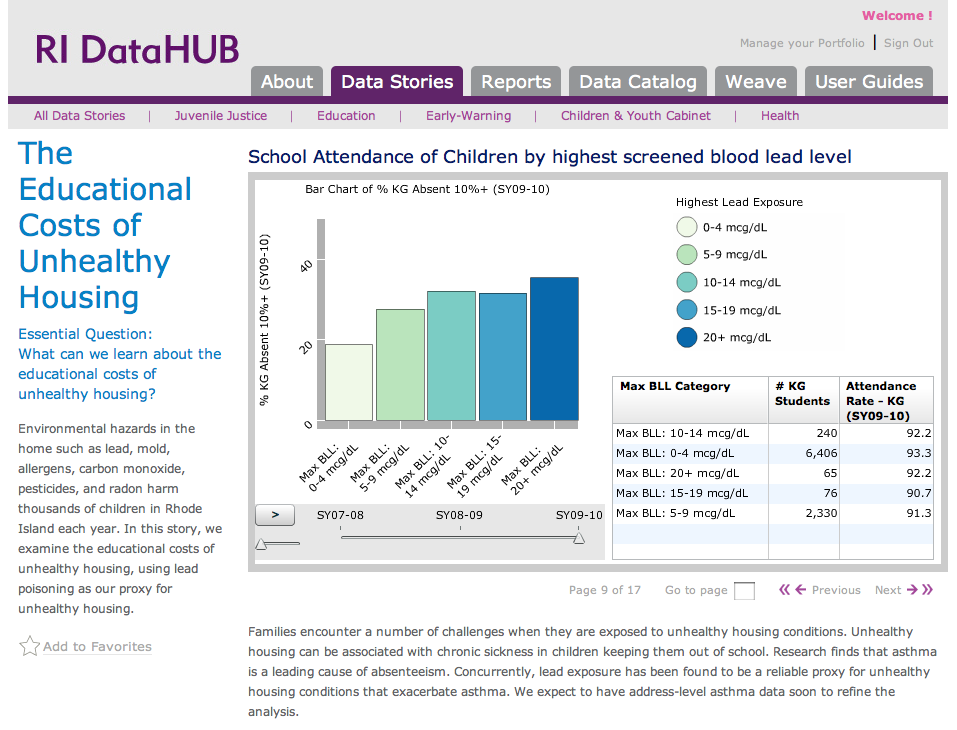 Welcome !
RI DataHUB
Manage your Portfolio | Sign Out
About Data Stories Reports Data Catalog Weave User Guides
All Data Stories | Juvenile Justice | Education | Early-Warning | Children & Youth Cabinet | Health
The
Educational
Costs of
Unhealthy
Housing
Essential Question:
What can we learn about the
educational costs of
unhealthy housing?
Environmental hazards in the
home such as lead, mold,
allergens, carbon monoxide,
pesticides, and radon harm
thousands of children in Rhode
Island each year. In this story, we
examine the educational costs of
unhealthy housing, using lead
poisoning as our proxy for
unhealthy housing.
Add to Favorites
School Attendance of Children by highest screened blood lead level
Bar Chart of % KG Absent 10%+ (SY09-10)
% KG Absent 10%+ (SY09-10)
40
20
0
Max BLL:
0-4 mcg/dL
Max BLL:
5-9 mcg/dL
Max BLL: 10-
14 mcg/dL
Max BLL: 15-
19 mcg/dL
Max BLL:
20+ mcg/dL
>
SY07-08 SY08-09 SY09-10
Highest Lead Exposure
0-4 mcg/dL
5-9 mcg/dL
10-14 mcg/dL
15-19 mcg/dL
20+ mcg/dL
Max BLL Category # KG Students Attendance Rate - KG (SY09-10)
Max BLL: 10-14 mcg/dL 240 92.2
Max BLL: 0-4 mcg/dL 6,406 93.3
Max BLL: 20+ mcg/dL 65 92.2
Max BLL: 15-19 mcg/dL 76 90.7
Max BLL: 5-9 mcg/dL 2,330 91.3
Page 9 of 17 Go to page Previous Next
Families encounter a number of challenges when they are exposed to unhealthy housing conditions. Unhealthy
housing can be associated with chronic sickness in children keeping them out of school. Research finds that asthma
is a leading cause of absenteeism. Concurrently, lead exposure has been found to be a reliable proxy for unhealthy
housing conditions that exacerbate asthma. We expect to have address-level asthma data soon to refine the
analysis.